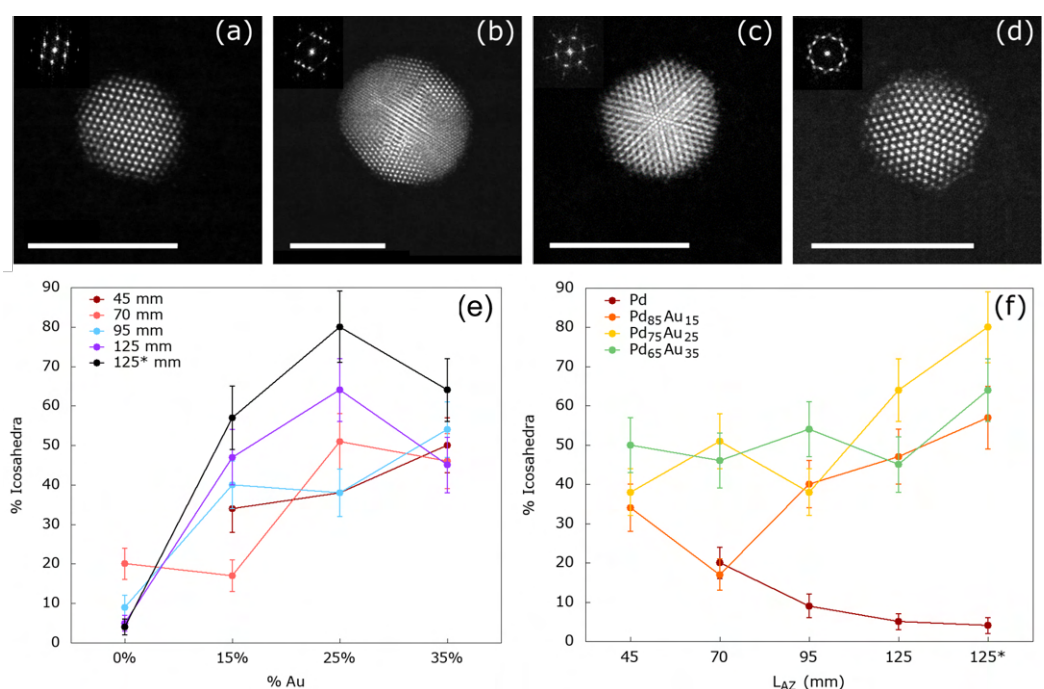 (a)
(b)
(c)
(d)
(e)
45 mm
70 mm
95 mm
125 mm
125* mm
90
80
70
60
50
40
30
20
10
0
% Icosahedra
0% 15% 25% 35%
% Au
(f)
Pd
Pd₈₅Au₁₅
Pd₇₅Au₂₅
Pd₆₅Au₃₅
90
80
70
60
50
40
30
20
10
0
% Icosahedra
45 70 95 125 125*
L_AZ (mm)